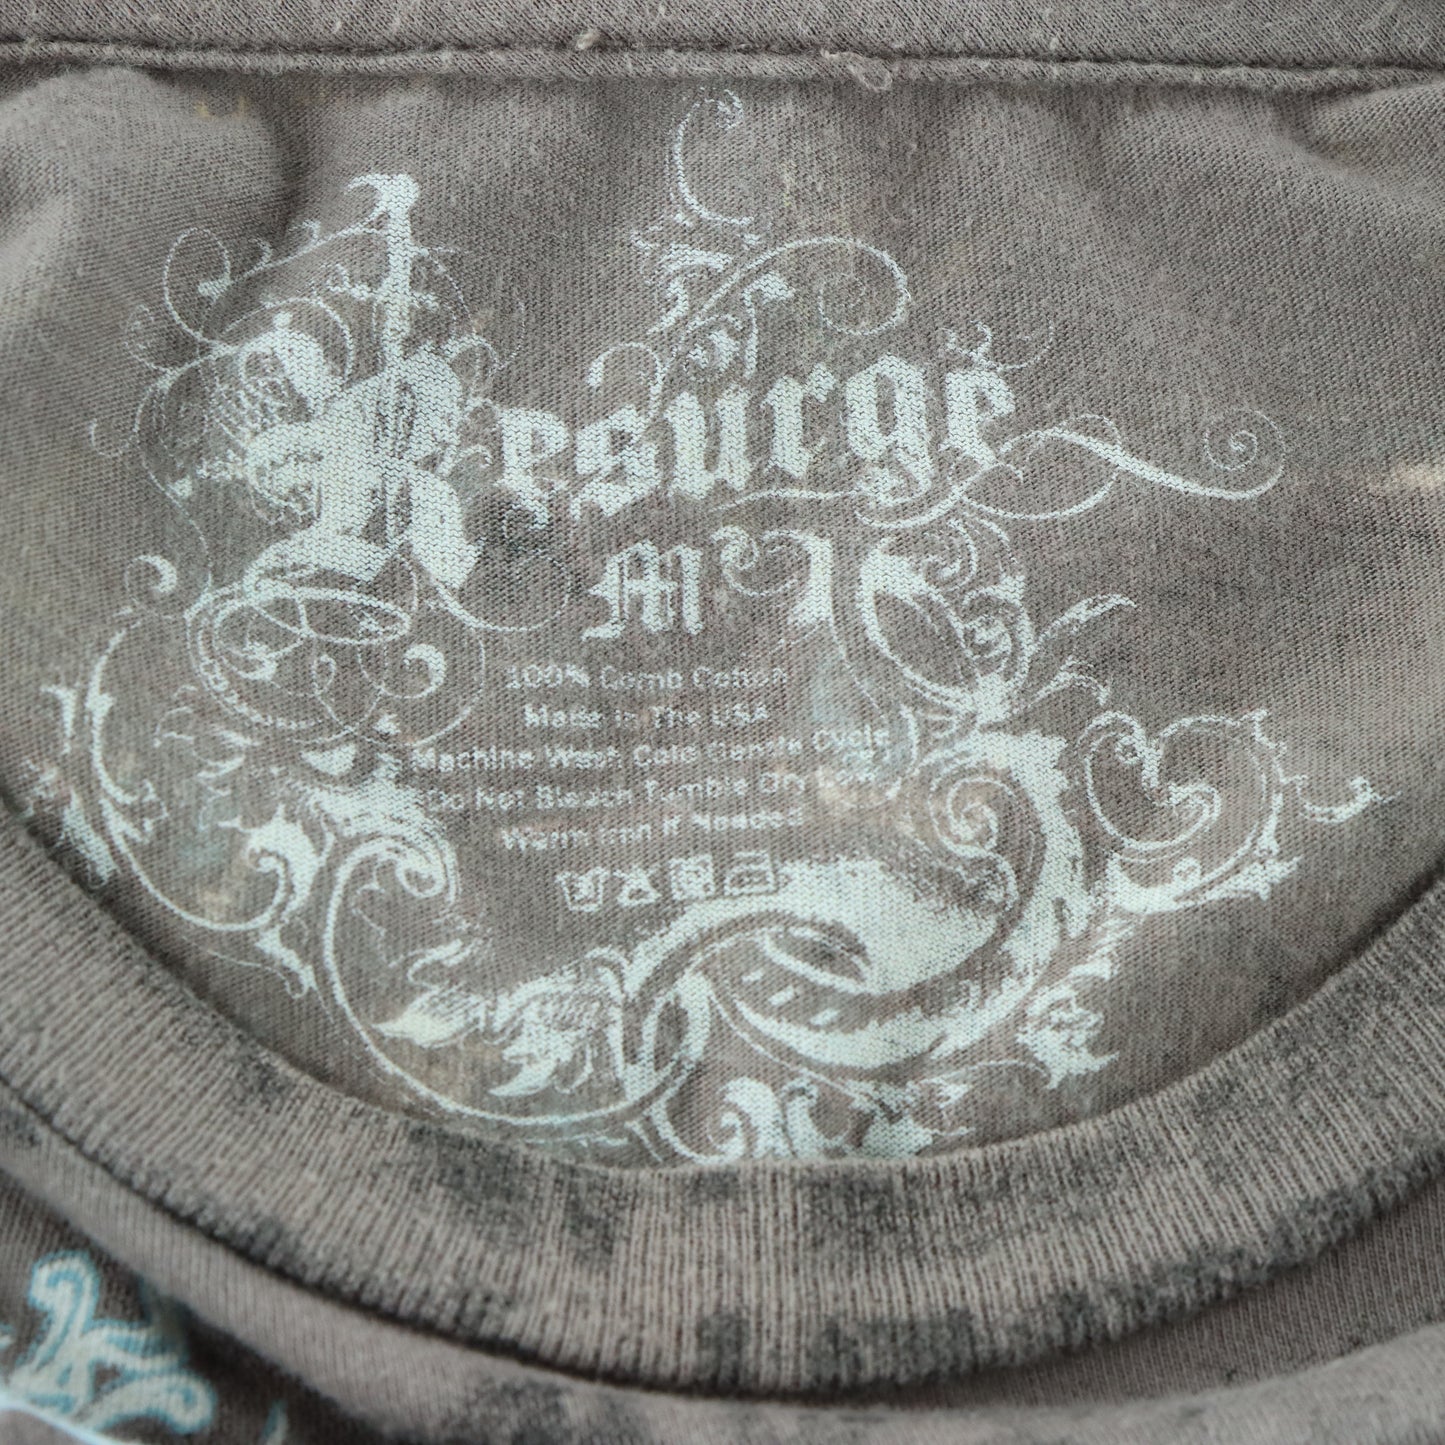 Resurge
M
100% Comb Cotton
Made In The USA
Machine Wash Cold Gentle Cycle
Do Not Bleach Tumble Dry Low
Warm Iron If Needed